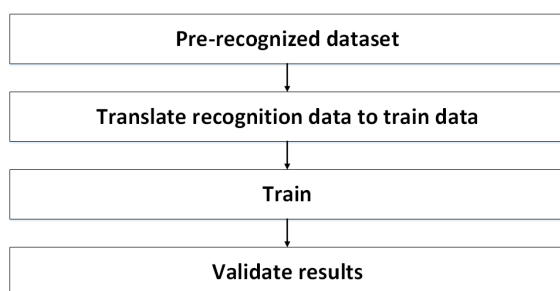 Pre-recognized dataset
Translate recognition data to train data
Train
Validate results